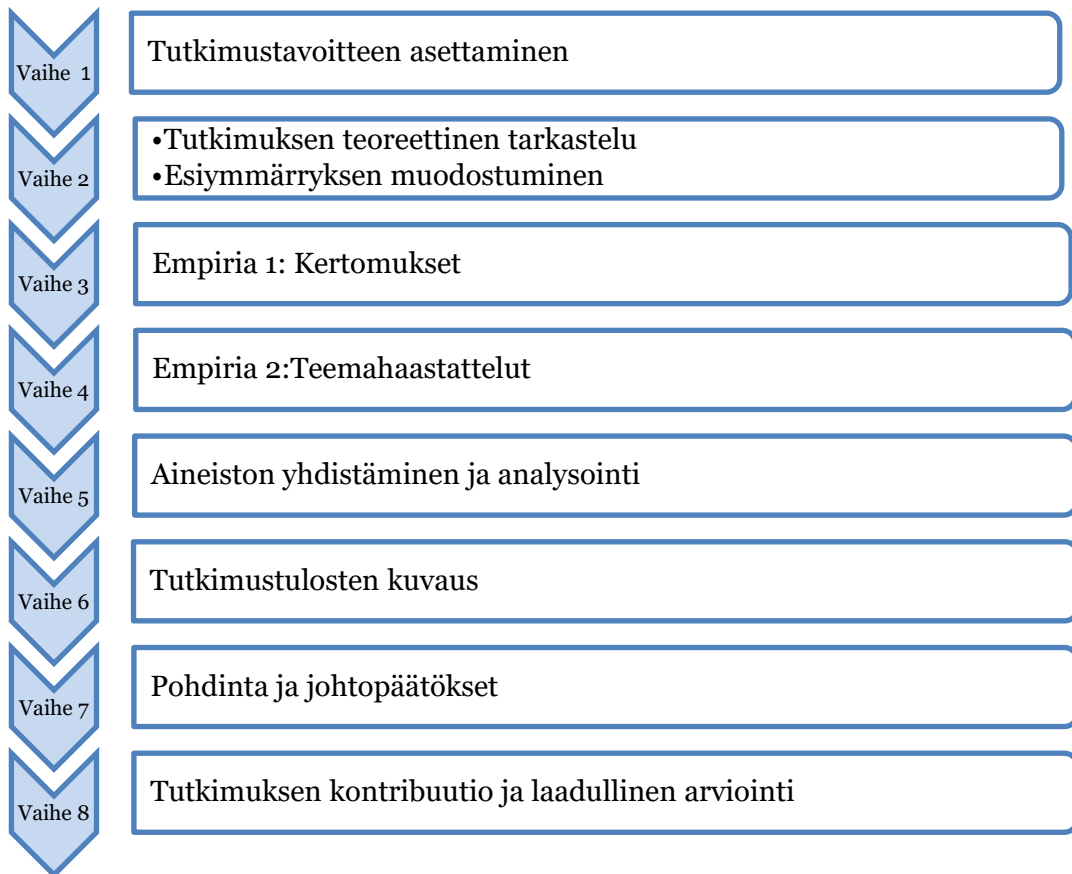 Vaihe 1
Tutkimustavoitteen asettaminen
Vaihe 2
•Tutkimuksen teoreettinen tarkastelu
•Esiymmärryksen muodostuminen
Vaihe 3
Empiria 1: Kertomukset
Vaihe 4
Empiria 2:Teemahaastattelut
Vaihe 5
Aineiston yhdistäminen ja analysointi
Vaihe 6
Tutkimustulosten kuvaus
Vaihe 7
Pohdinta ja johtopäätökset
Vaihe 8
Tutkimuksen kontribuutio ja laadullinen arviointi